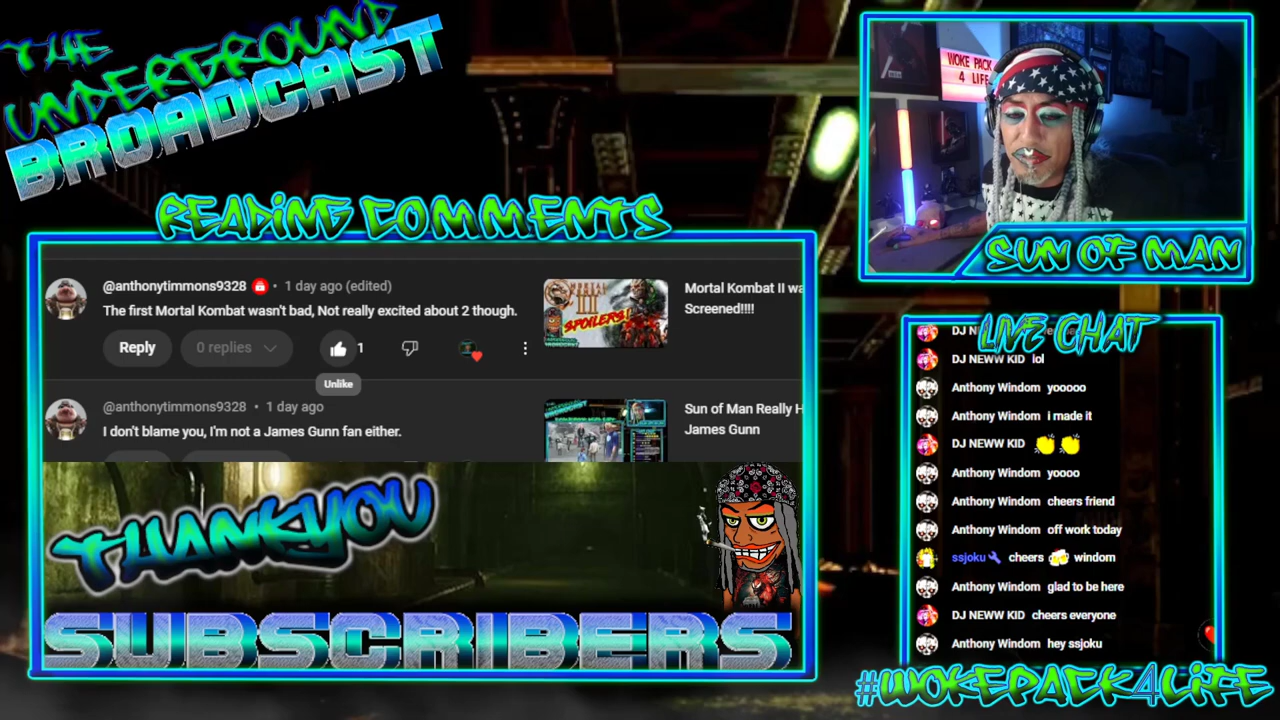 THE
UNDERGROUND
BROADCAST
READING COMMENTS
@anthonytimmons9328 • 1 day ago (edited)
The first Mortal Kombat wasn't bad, Not really excited about 2 though.
Reply 0 replies 1
Unlike
SPOILERS!
Mortal Kombat II wa
Screened!!!!
@anthonytimmons9328 • 1 day ago
I don't blame you, I'm not a James Gunn fan either.
Sun of Man Really H
James Gunn
THANKYOU
SUBSCRIBERS
WOKE PACK
4 LIFE
SUN OF MAN
LIVE CHAT
DJ NEWW KID lol
Anthony Windom yooooo
Anthony Windom i made it
DJ NEWW KID
Anthony Windom yoooo
Anthony Windom cheers friend
Anthony Windom off work today
ssjoku cheers windom
Anthony Windom glad to be here
DJ NEWW KID cheers everyone
Anthony Windom hey ssjoku
#WOKEPACK4LIFE